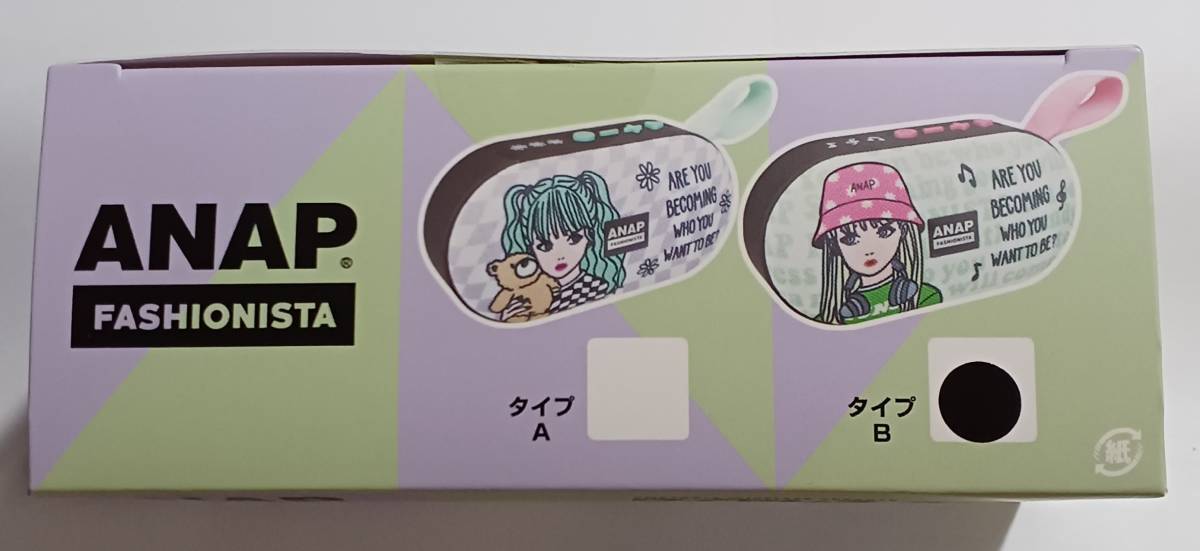 ANAP®
FASHIONISTA
ARE YOU
BECOMING
WHO YOU
WANT TO BE?
ANAP
FASHIONISTA
タイプ
A
ANAP
ARE YOU
BECOMING
WHO YOU
WANT TO BE?
ANAP
FASHIONISTA
タイプ
B
紙